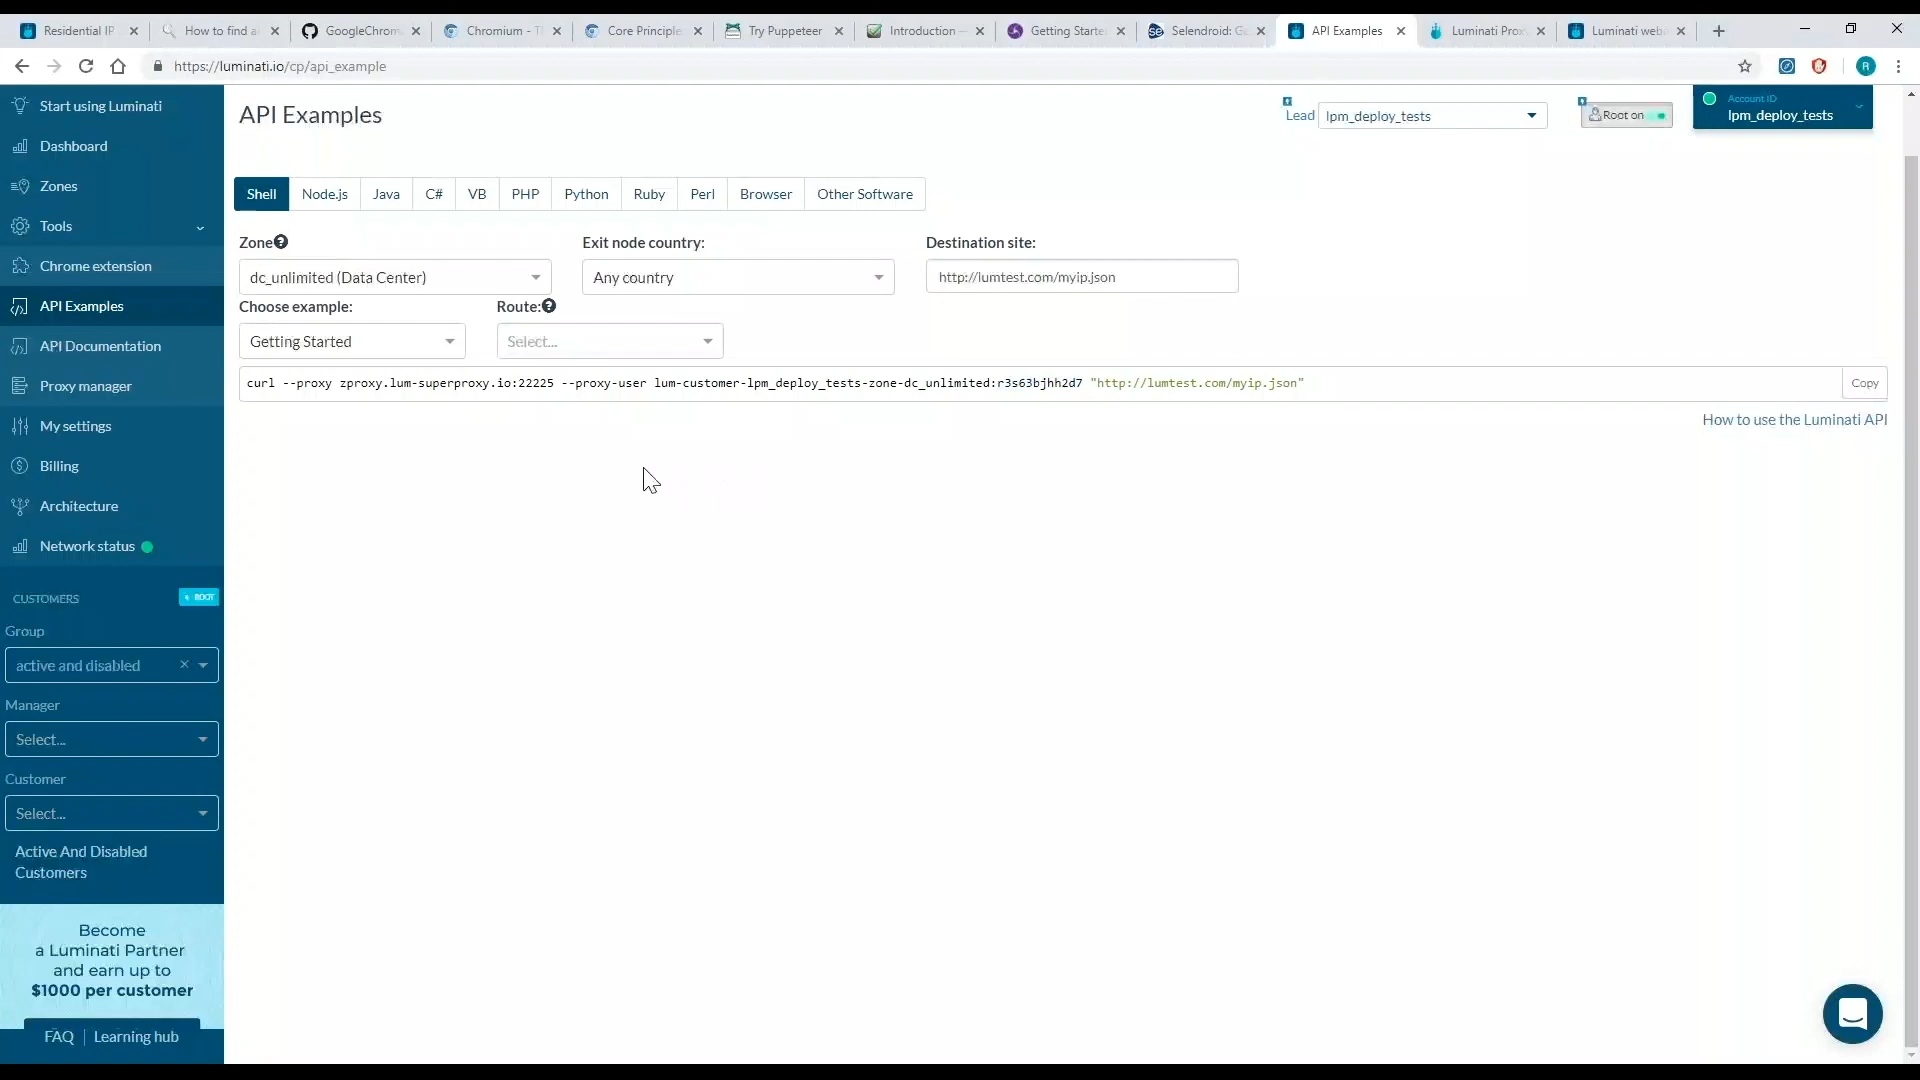 Residential IP
How to find a
GoogleChrom
Chromium - T
Core Principle
Try Puppeteer
Introduction —
Getting Starte
Selendroid: G
API Examples
Luminati Prox
Luminati web
https://luminati.io/cp/api_example
R
Start using Luminati
Dashboard
Zones
Tools
Chrome extension
API Examples
API Documentation
Proxy manager
My settings
Billing
Architecture
Network status
CUSTOMERS
ROOT
Group
active and disabled
Manager
Select...
Customer
Select...
Active And Disabled
Customers
Become
a Luminati Partner
and earn up to
$1000 per customer
FAQ | Learning hub
API Examples
Lead
lpm_deploy_tests
Root on
Account ID
lpm_deploy_tests
Shell
Node.js
Java
C#
VB
PHP
Python
Ruby
Perl
Browser
Other Software
Zone
Exit node country:
Destination site:
dc_unlimited (Data Center)
Any country
http://lumtest.com/myip.json
Choose example:
Route:
Getting Started
Select...
curl --proxy zproxy.lum-superproxy.io:22225 --proxy-user lum-customer-lpm_deploy_tests-zone-dc_unlimited:r3s63bjhh2d7 "http://lumtest.com/myip.json"
Copy
How to use the Luminati API